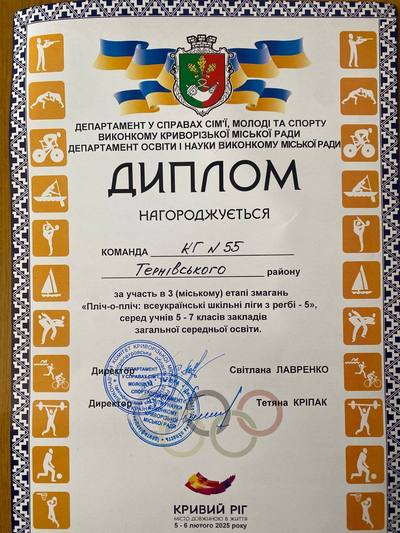 ДЕПАРТАМЕНТ У СПРАВАХ СІМ'Ї, МОЛОДІ ТА СПОРТУ
ВИКОНКОМУ КРИВОРІЗЬКОЇ МІСЬКОЇ РАДИ
ДЕПАРТАМЕНТ ОСВІТИ І НАУКИ ВИКОНКОМУ МІСЬКОЇ РАДИ
ДИПЛОМ
НАГОРОДЖУЄТЬСЯ
КОМАНДА КГ №55
Тернівського району
за участь в 3 (міському) етапі змагань
«Пліч-о-пліч: всеукраїнські шкільні ліги з регбі - 5»,
серед учнів 5 - 7 класів закладів
загальної середньої освіти.
Директор Світлана ЛАВРЕНКО
Директор Тетяна КРІПАК
КРИВИЙ РІГ
МІСТО ДОВЖИНОЮ В ЖИТТЯ
5 - 6 лютого 2025 року